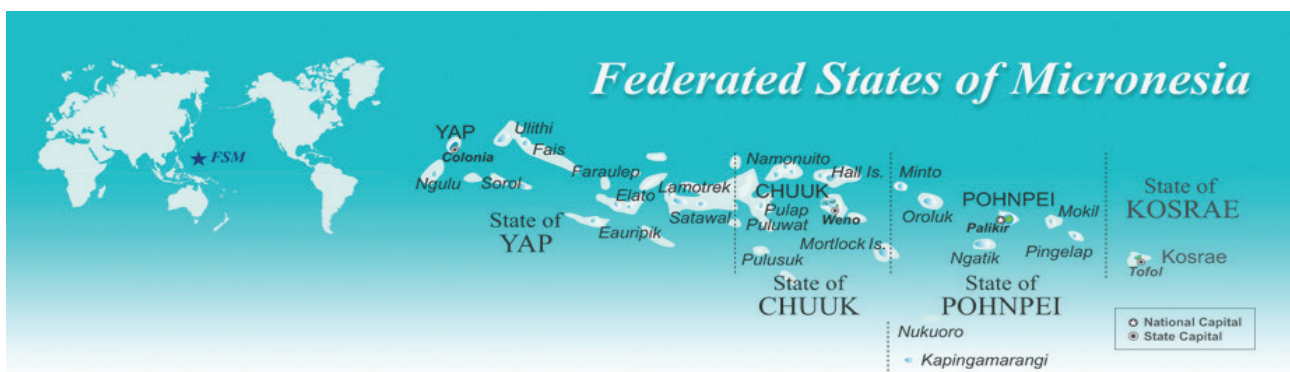 Federated States of Micronesia
FSM
YAP
Colonia
Ulithi
Fais
Ngulu
Sorol
Faraulep
Elato
Lamotrek
Satawal
Eauripik
State of
YAP
Namonuito
Hall Is.
CHUUK
Pulap
Weno
Puluwat
Pulusuk
Mortlock Is.
State of
CHUUK
Minto
Oroluk
POHNPEI
Palikir
Mokil
Ngatik
Pingelap
State of
POHNPEI
Nukuoro
Kapingamarangi
State of
KOSRAE
Kosrae
Tofol
National Capital
State Capital